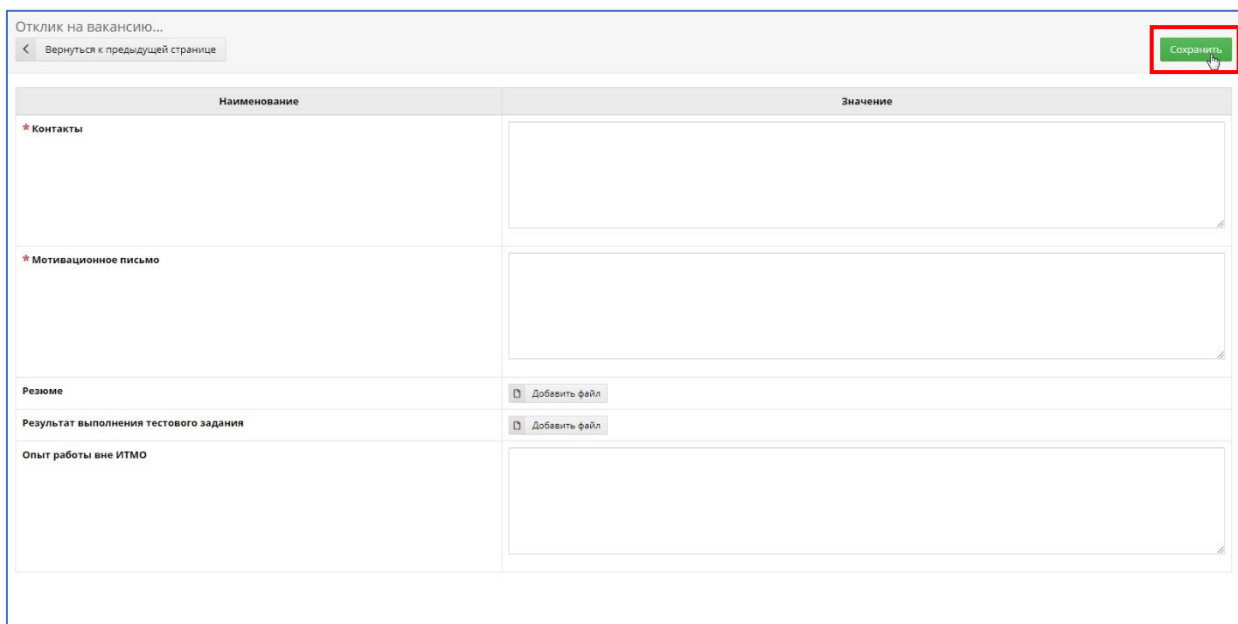 Отклик на вакансию...
Вернуться к предыдущей странице
Сохранить
Наименование
Значение
* Контакты
* Мотивационное письмо
Резюме
Добавить файл
Результат выполнения тестового задания
Добавить файл
Опыт работы вне ИТМО